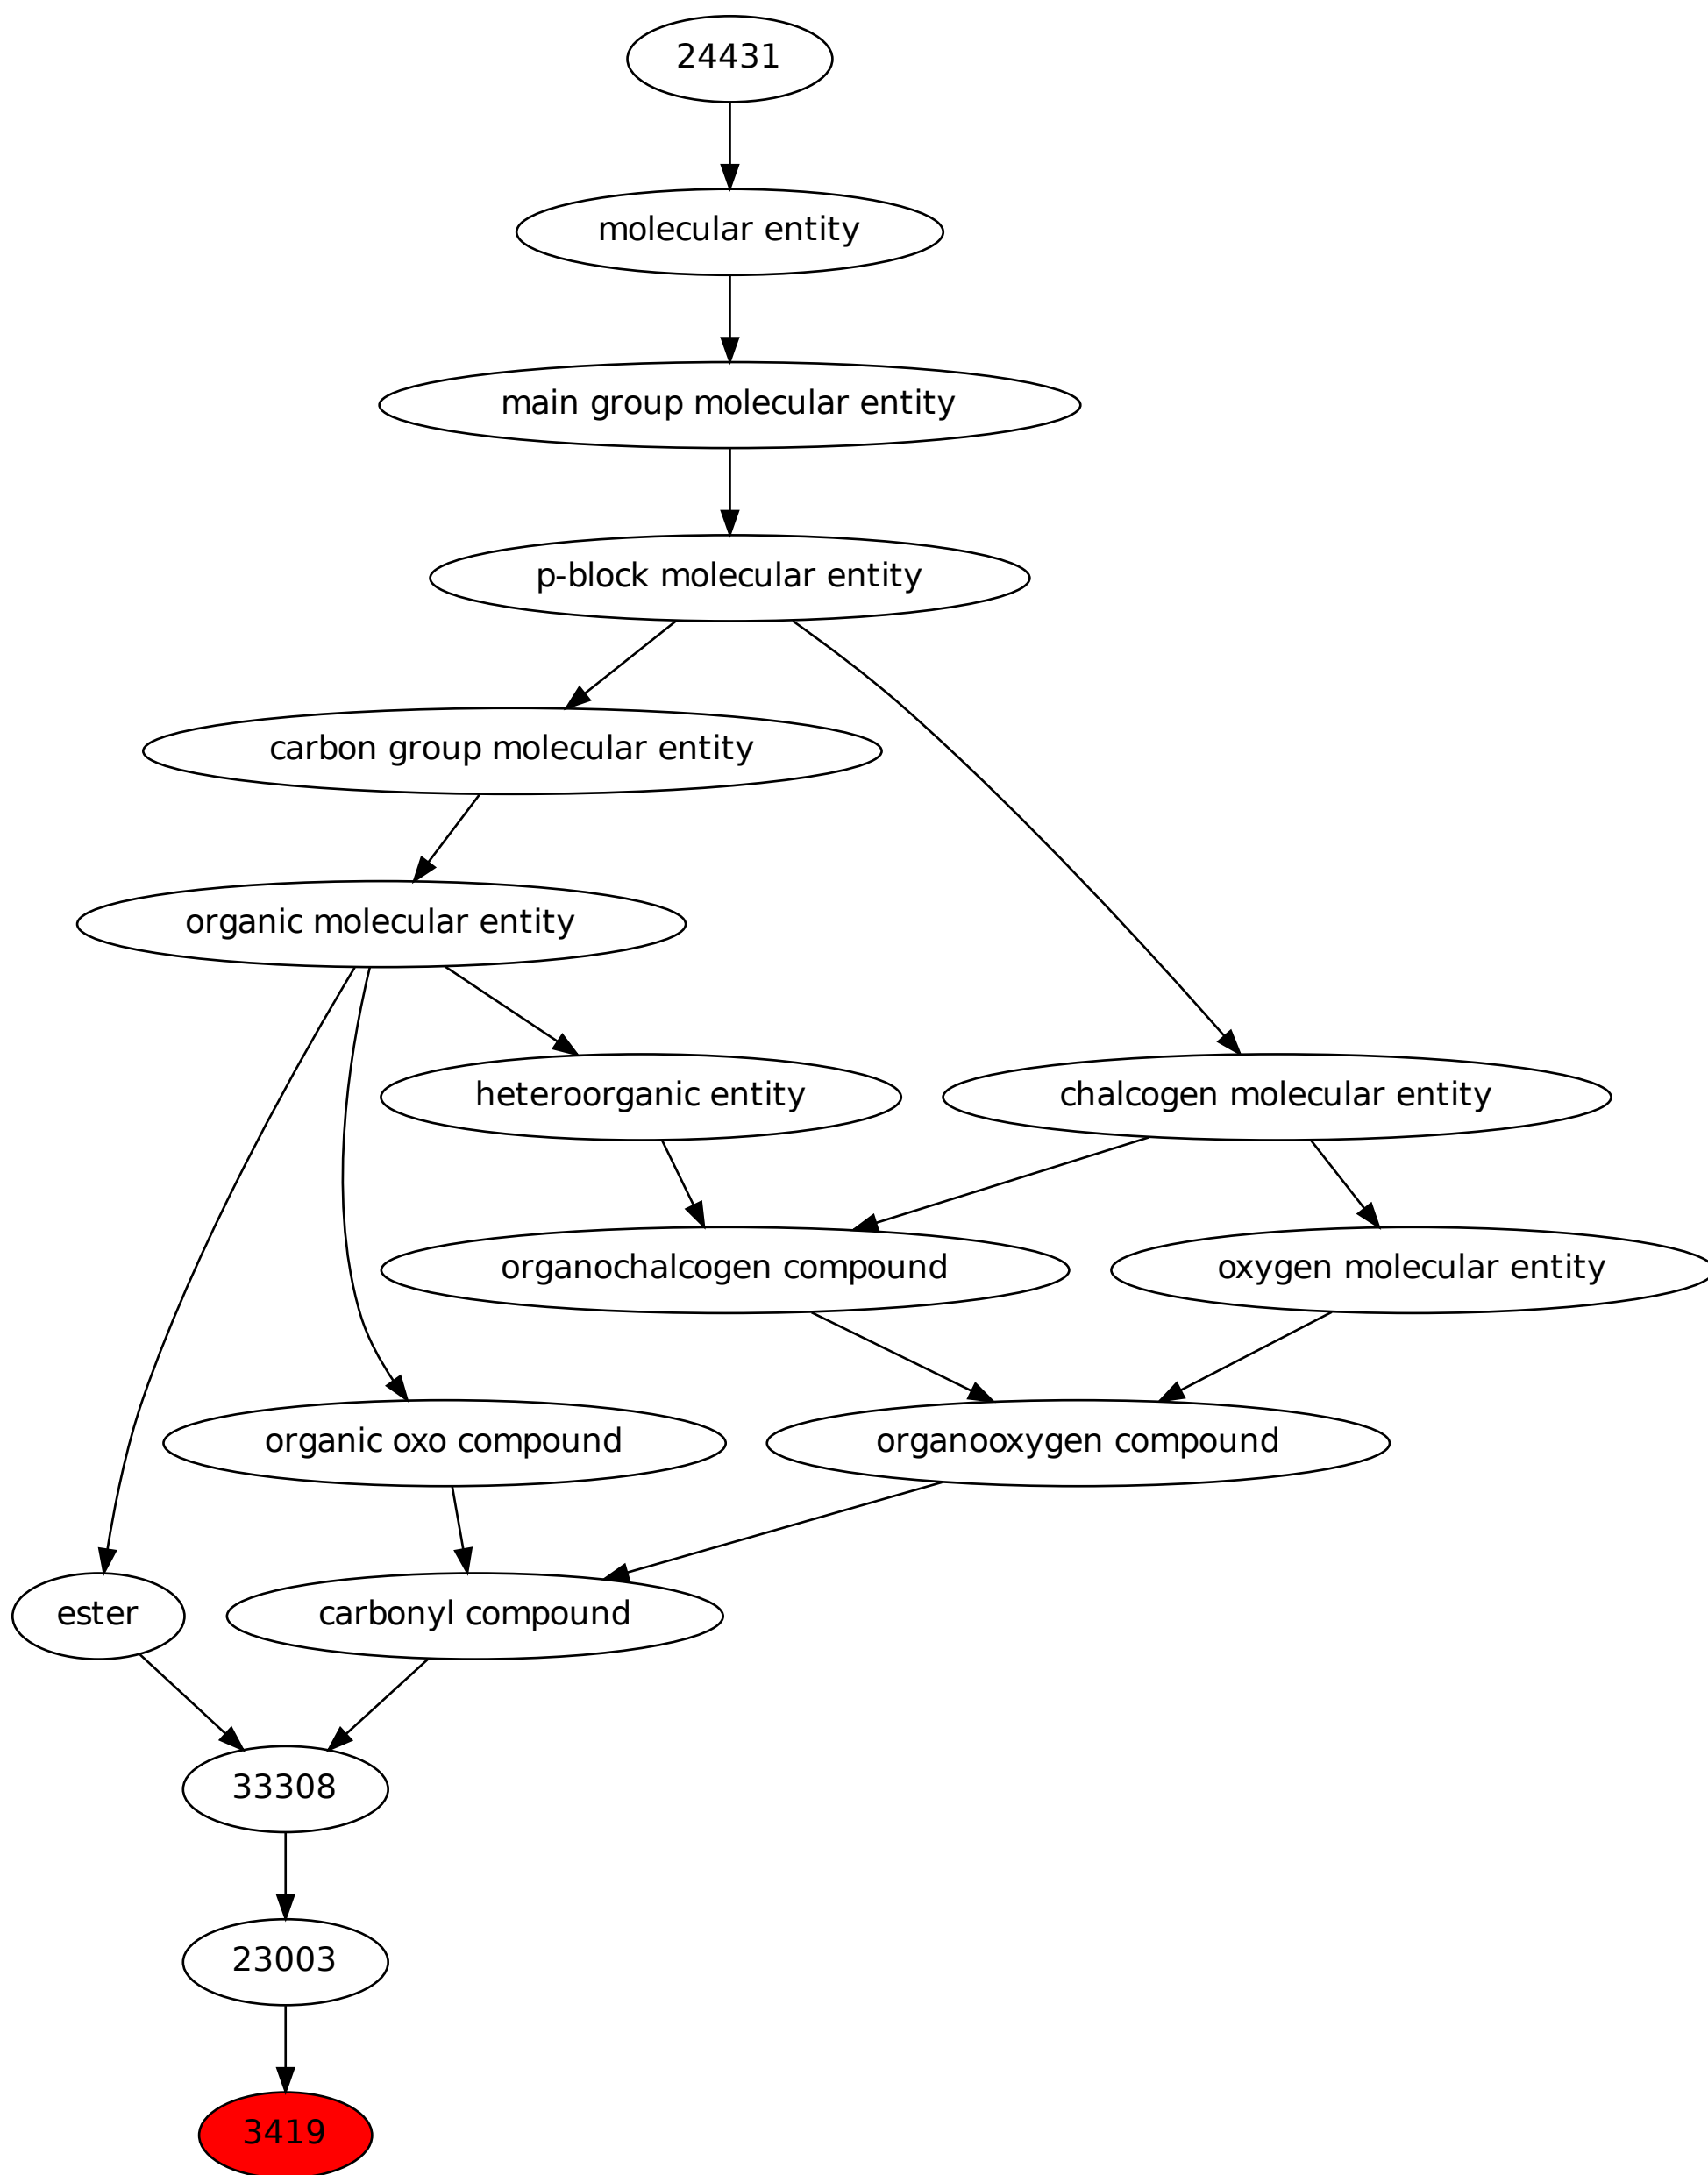 24431
molecular entity
main group molecular entity
p-block molecular entity
carbon group molecular entity
organic molecular entity
heteroorganic entity
chalcogen molecular entity
organochalcogen compound
oxygen molecular entity
organic oxo compound
organooxygen compound
ester
carbonyl compound
33308
23003
3419